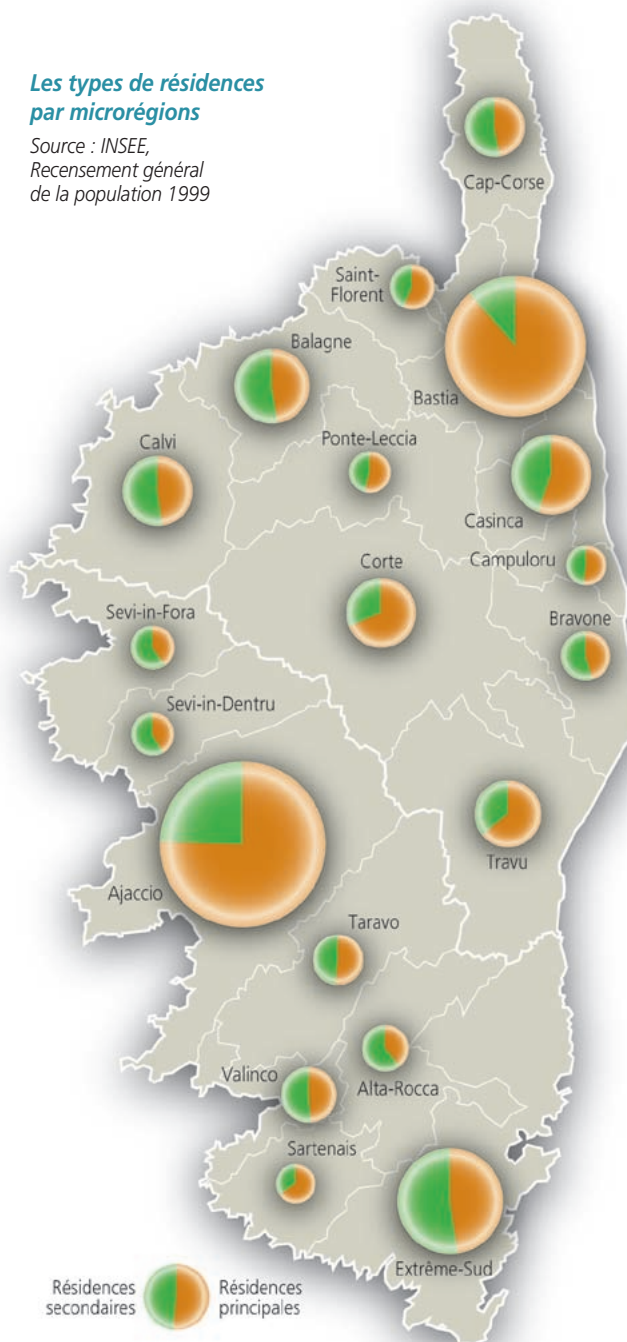 Les types de résidences
par microrégions
Source : INSEE,
Recensement général
de la population 1999
Cap-Corse
Saint-
Florent
Balagne
Bastia
Calvi
Ponte-Leccia
Casinca
Campuloru
Corte
Sevi-in-Fora
Bravone
Sevi-in-Dentru
Travu
Ajaccio
Taravo
Valinco
Alta-Rocca
Sartenais
Extrême-Sud
Résidences
secondaires
Résidences
principales